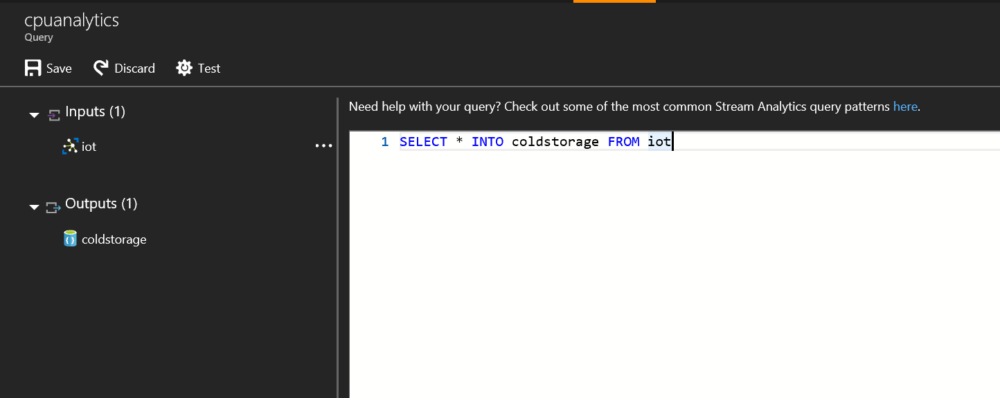 cpuanalytics
Query
Save Discard Test
Inputs (1)
iot
...
Outputs (1)
coldstorage
Need help with your query? Check out some of the most common Stream Analytics query patterns here.
1 SELECT * INTO coldstorage FROM iot